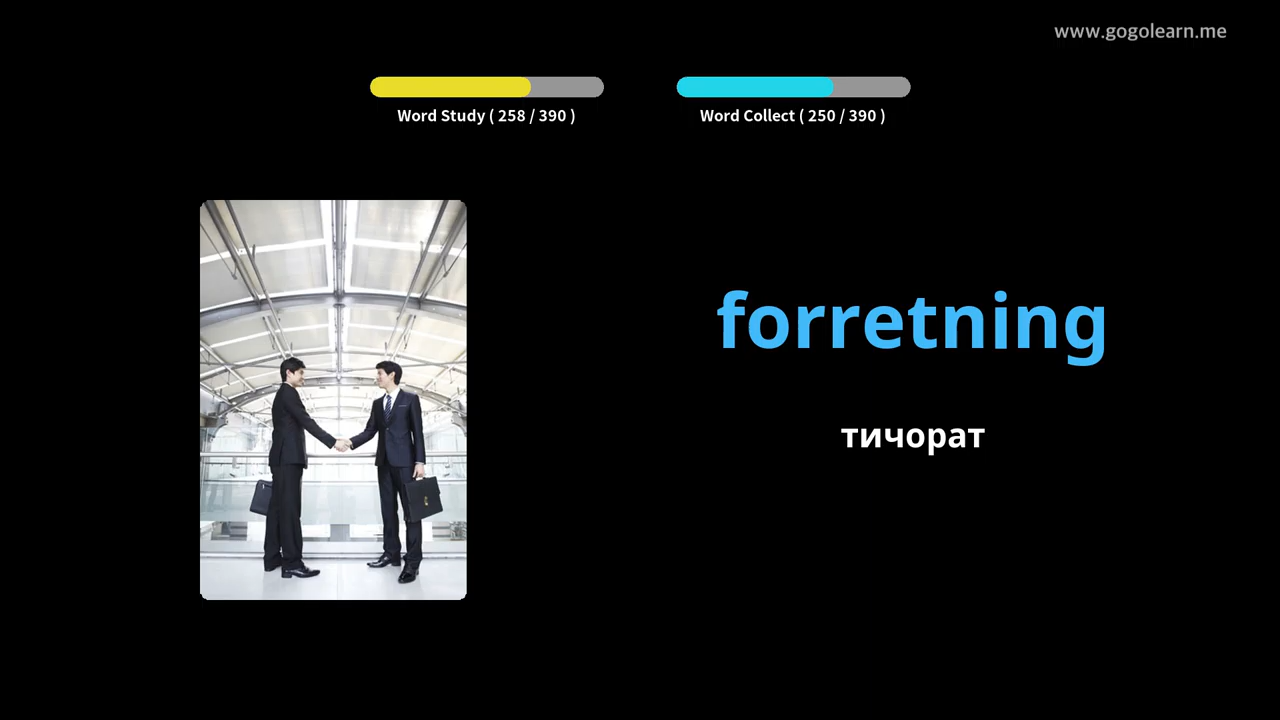 www.gogolearn.me
Word Study ( 258 / 390 )
Word Collect ( 250 / 390 )
forretning
тичорат